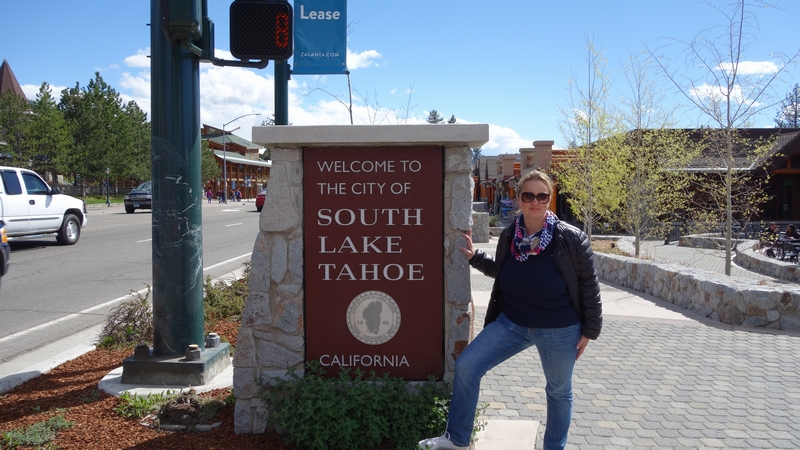 Lease
ZALANTA.COM
WELCOME TO
THE CITY OF
SOUTH
LAKE
TAHOE
CALIFORNIA